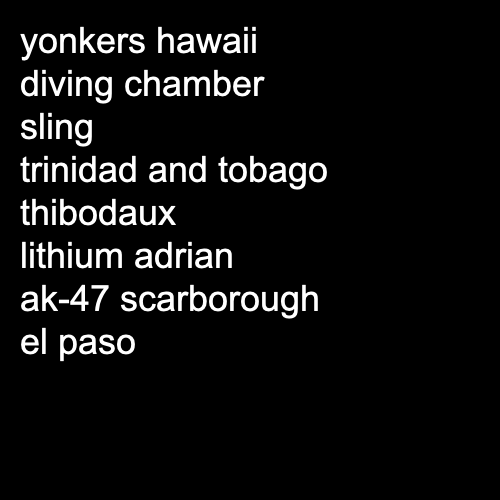 yonkers hawaii
diving chamber
sling
trinidad and tobago
thibodaux
lithium adrian
ak-47 scarborough
el paso